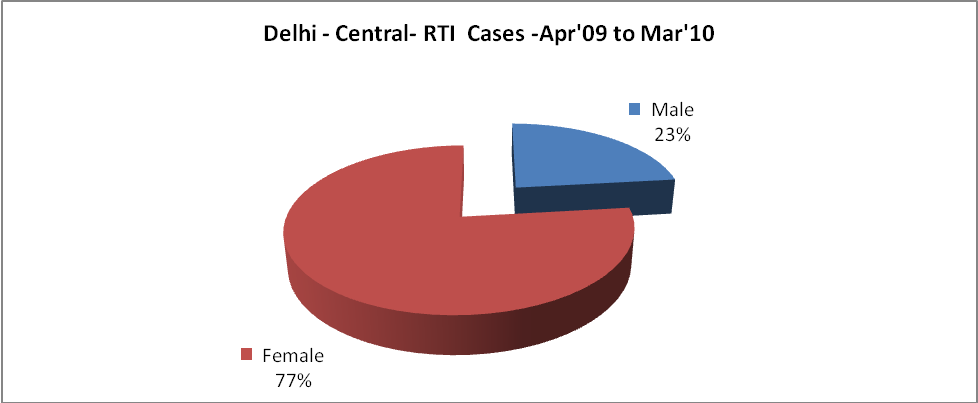 Delhi - Central- RTI  Cases -Apr'09 to Mar'10
Male
23%
Female
77%